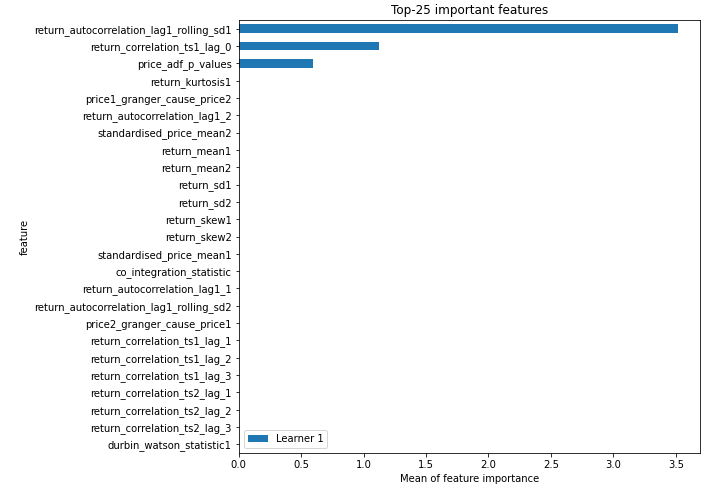 Top-25 important features
return_autocorrelation_lag1_rolling_sd1
return_correlation_ts1_lag_0
price_adf_p_values
return_kurtosis1
price1_granger_cause_price2
return_autocorrelation_lag1_2
standardised_price_mean2
return_mean1
return_mean2
return_sd1
return_sd2
return_skew1
return_skew2
standardised_price_mean1
co_integration_statistic
return_autocorrelation_lag1_1
return_autocorrelation_lag1_rolling_sd2
price2_granger_cause_price1
return_correlation_ts1_lag_1
return_correlation_ts1_lag_2
return_correlation_ts1_lag_3
return_correlation_ts2_lag_1
return_correlation_ts2_lag_2
return_correlation_ts2_lag_3
durbin_watson_statistic1
feature
Learner 1
0.0 0.5 1.0 1.5 2.0 2.5 3.0 3.5
Mean of feature importance